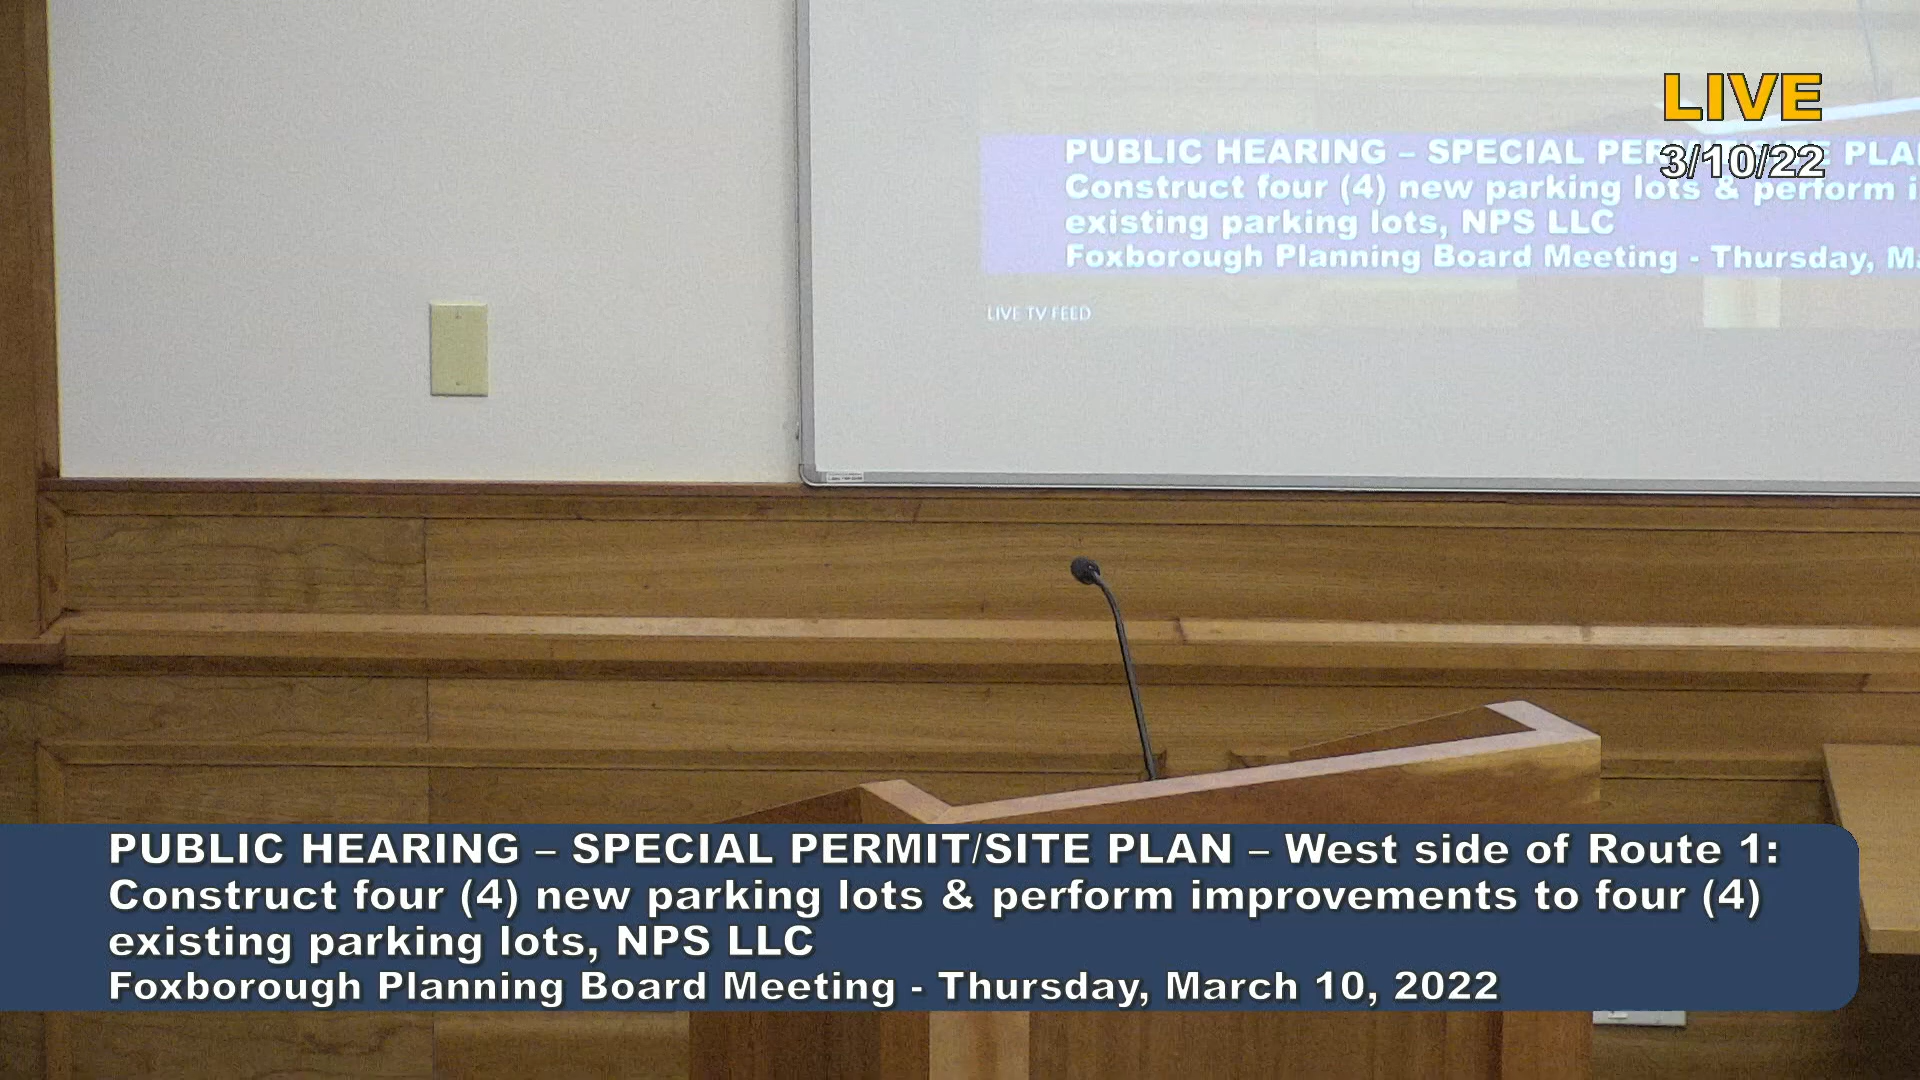 LIVE
3/10/22
PUBLIC HEARING – SPECIAL PER
E PLA
Construct four (4) new parking lots & perform i
existing parking lots, NPS LLC
Foxborough Planning Board Meeting - Thursday, M
LIVE TV FEED
PUBLIC HEARING – SPECIAL PERMIT/SITE PLAN – West side of Route 1:
Construct four (4) new parking lots & perform improvements to four (4)
existing parking lots, NPS LLC
Foxborough Planning Board Meeting - Thursday, March 10, 2022